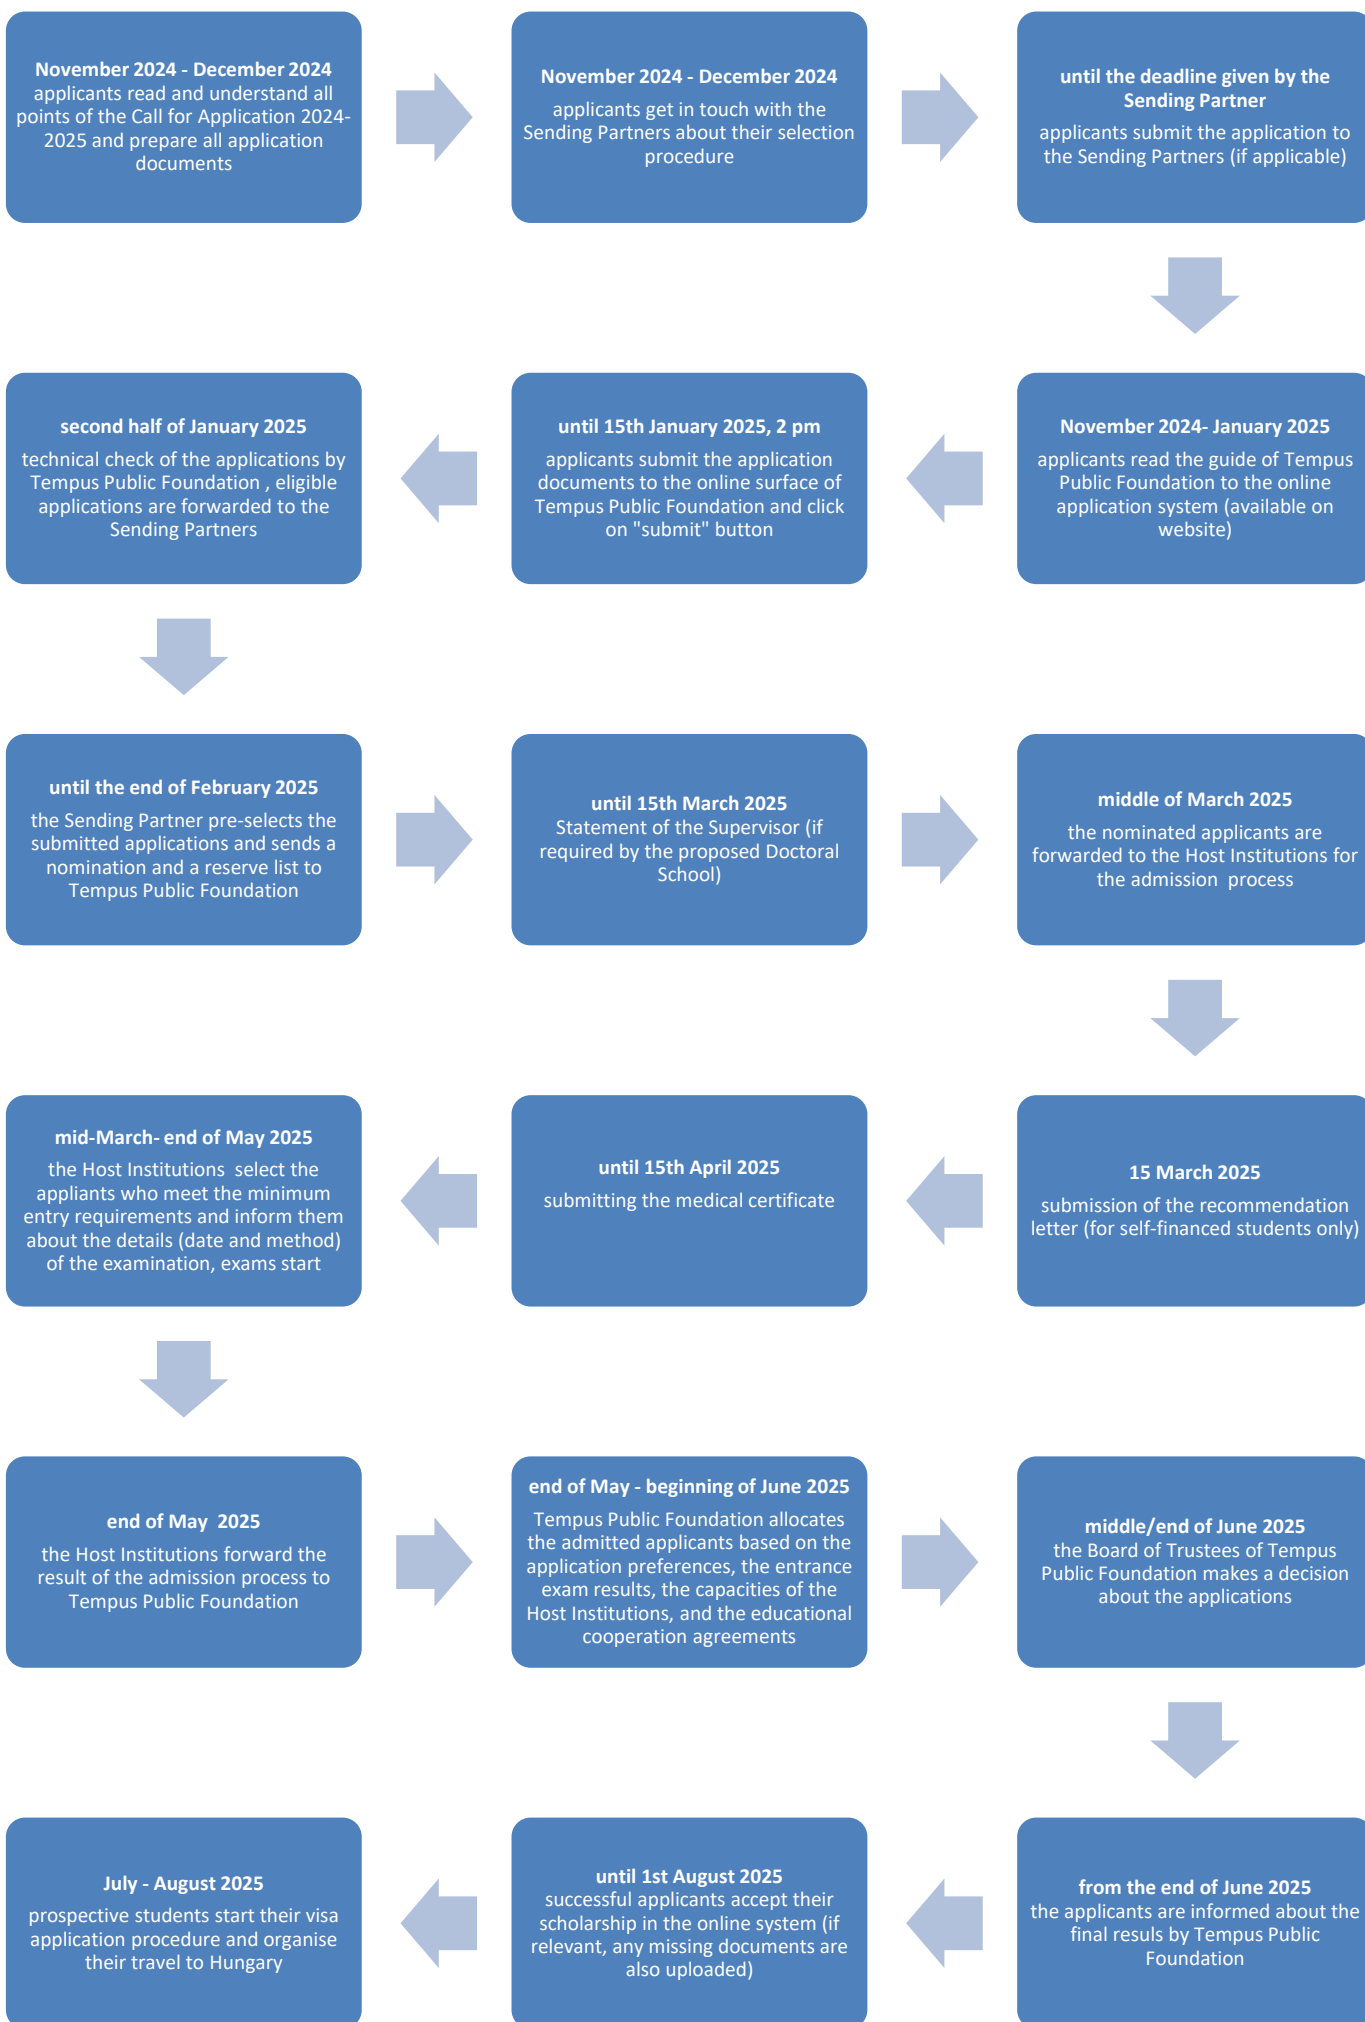 November 2024 - December 2024
applicants read and understand all
points of the Call for Application 2024-
2025 and prepare all application
documents
November 2024 - December 2024
applicants get in touch with the
Sending Partners about their selection
procedure
until the deadline given by the
Sending Partner
applicants submit the application to
the Sending Partners (if applicable)
November 2024- January 2025
applicants read the guide of Tempus
Public Foundation to the online
application system (available on
website)
until 15th January 2025, 2 pm
applicants submit the application
documents to the online surface of
Tempus Public Foundation and click
on "submit" button
second half of January 2025
technical check of the applications by
Tempus Public Foundation , eligible
applications are forwarded to the
Sending Partners
until the end of February 2025
the Sending Partner pre-selects the
submitted applications and sends a
nomination and a reserve list to
Tempus Public Foundation
until 15th March 2025
Statement of the Supervisor (if
required by the proposed Doctoral
School)
middle of March 2025
the nominated applicants are
forwarded to the Host Institutions for
the admission process
15 March 2025
submission of the recommendation
letter (for self-financed students only)
until 15th April 2025
submitting the medical certificate
mid-March- end of May 2025
the Host Institutions select the
appliants who meet the minimum
entry requirements and inform them
about the details (date and method)
of the examination, exams start
end of May 2025
the Host Institutions forward the
result of the admission process to
Tempus Public Foundation
end of May - beginning of June 2025
Tempus Public Foundation allocates
the admitted applicants based on the
application preferences, the entrance
exam results, the capacities of the
Host Institutions, and the educational
cooperation agreements
middle/end of June 2025
the Board of Trustees of Tempus
Public Foundation makes a decision
about the applications
from the end of June 2025
the applicants are informed about the
final resuls by Tempus Public
Foundation
until 1st August 2025
successful applicants accept their
scholarship in the online system (if
relevant, any missing documents are
also uploaded)
July - August 2025
prospective students start their visa
application procedure and organise
their travel to Hungary